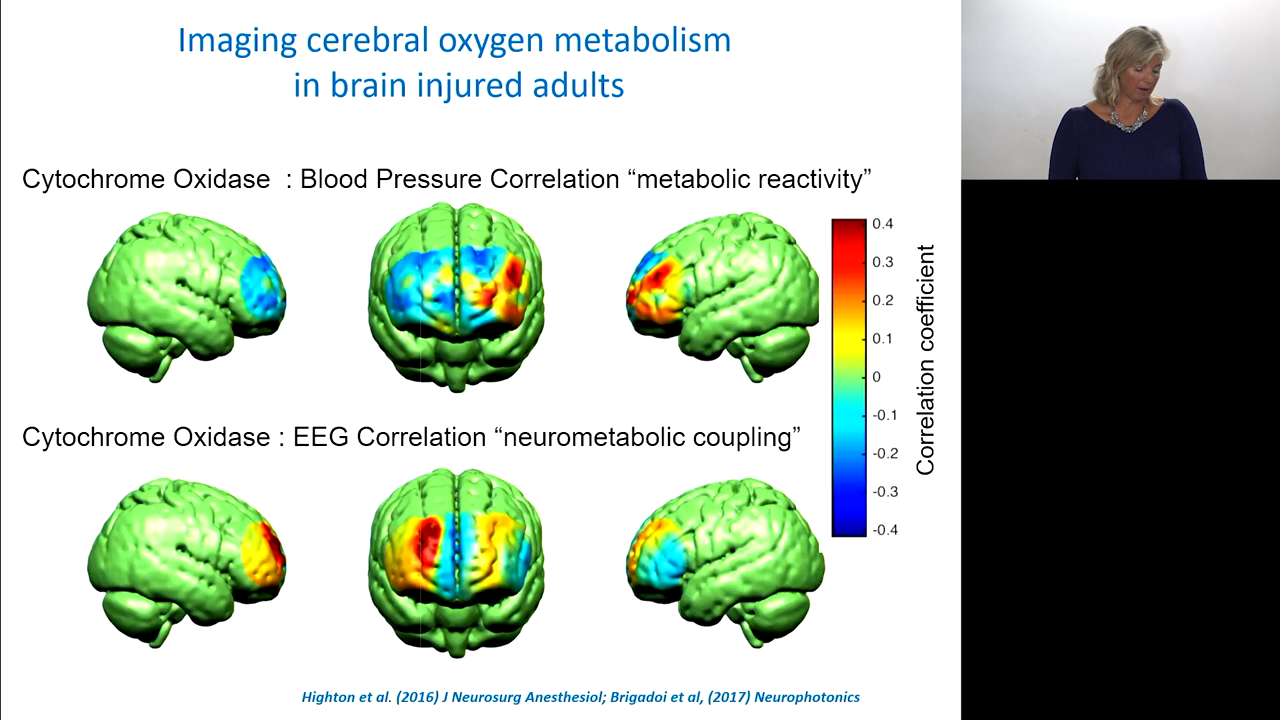 Imaging cerebral oxygen metabolism
in brain injured adults
Cytochrome Oxidase : Blood Pressure Correlation “metabolic reactivity”
0.4
0.3
0.2
0.1
0
-0.1
-0.2
-0.3
-0.4
Correlation coefficient
Cytochrome Oxidase : EEG Correlation “neurometabolic coupling”
Highton et al. (2016) J Neurosurg Anesthesiol; Brigadoi et al, (2017) Neurophotonics